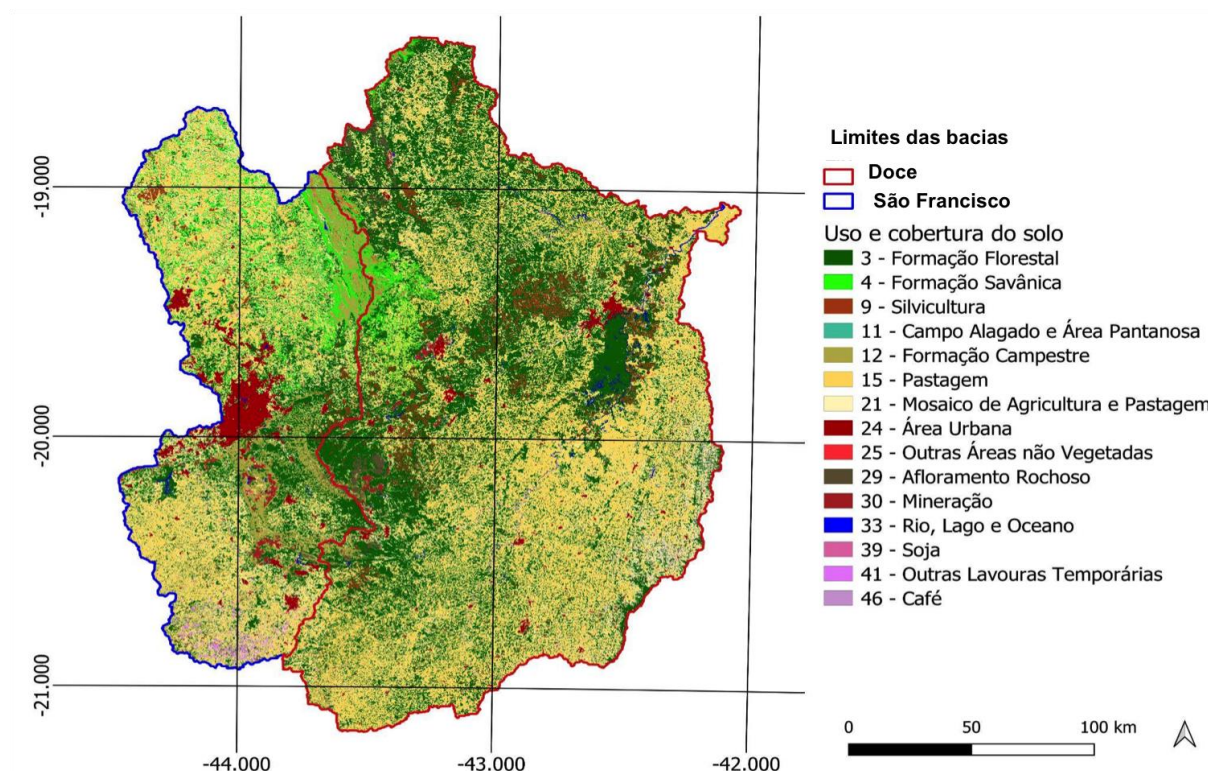 -19.000
-20.000
-21.000
-44.000
-43.000
-42.000
Limites das bacias
Doce
São Francisco
Uso e cobertura do solo
3 - Formação Florestal
4 - Formação Savânica
9 - Silvicultura
11 - Campo Alagado e Área Pantanosa
12 - Formação Campestre
15 - Pastagem
21 - Mosaico de Agricultura e Pastagem
24 - Área Urbana
25 - Outras Áreas não Vegetadas
29 - Afloramento Rochoso
30 - Mineração
33 - Rio, Lago e Oceano
39 - Soja
41 - Outras Lavouras Temporárias
46 - Café
0 50 100 km